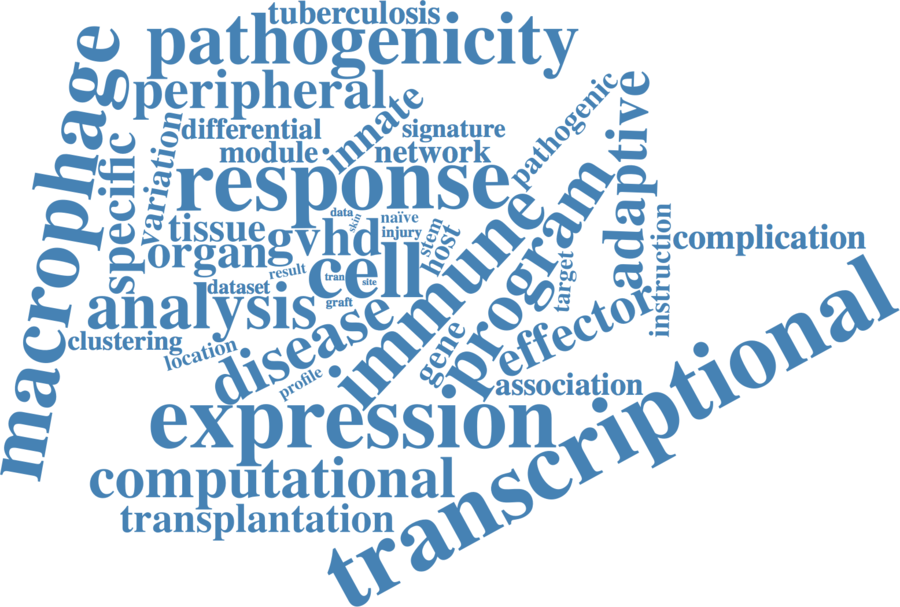 tuberculosis
pathogenicity
macrophage
peripheral
innate
pathogenic
adaptive
differential
signature
variation
specific
module
network
response
program
immune
data
skin
naïve
tissue
gvhd
injury
stem
host
instruction
complication
organ
cell
result
tran
site
target
dataset
graft
analysis
transcriptional
effector
disease
clustering
location
gene
profile
association
expression
computational
transplantation